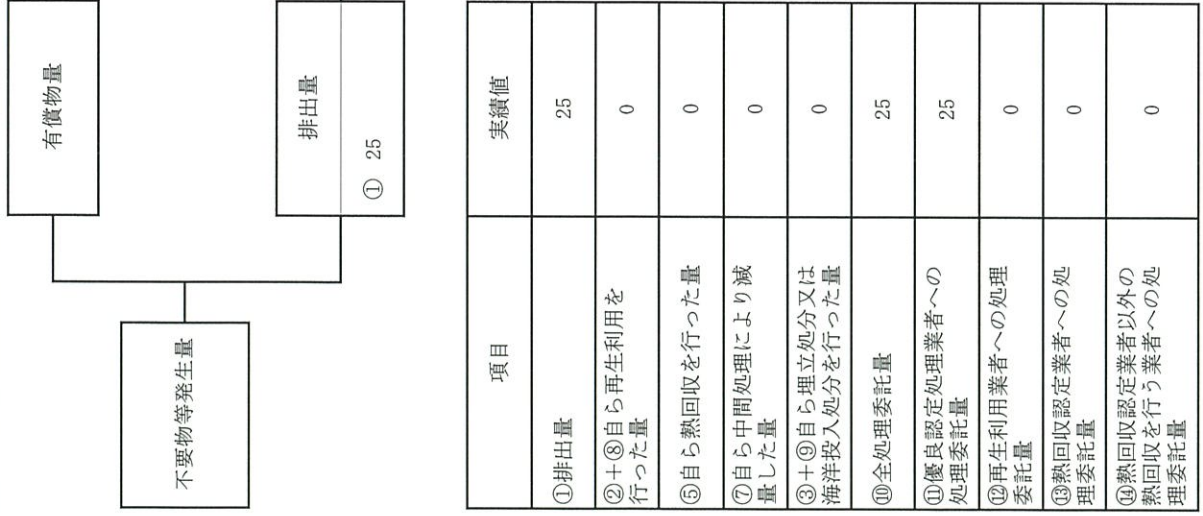 不要物等発生量
有償物量
排出量
① 25
項目
実績値
①排出量
25
②+⑧自ら再生利用を
行った量
0
⑤自ら熱回収を行った量
0
⑦自ら中間処理により減
量した量
0
③+⑨自ら埋立処分又は
海洋投入処分を行った量
0
⑩全処理委託量
25
⑪優良認定処理業者への
処理委託量
25
⑫再生利用業者への処理
委託量
0
⑬熱回収認定業者への処
理委託量
0
⑭熱回収認定業者以外の
熱回収を行う業者への処
理委託量
0